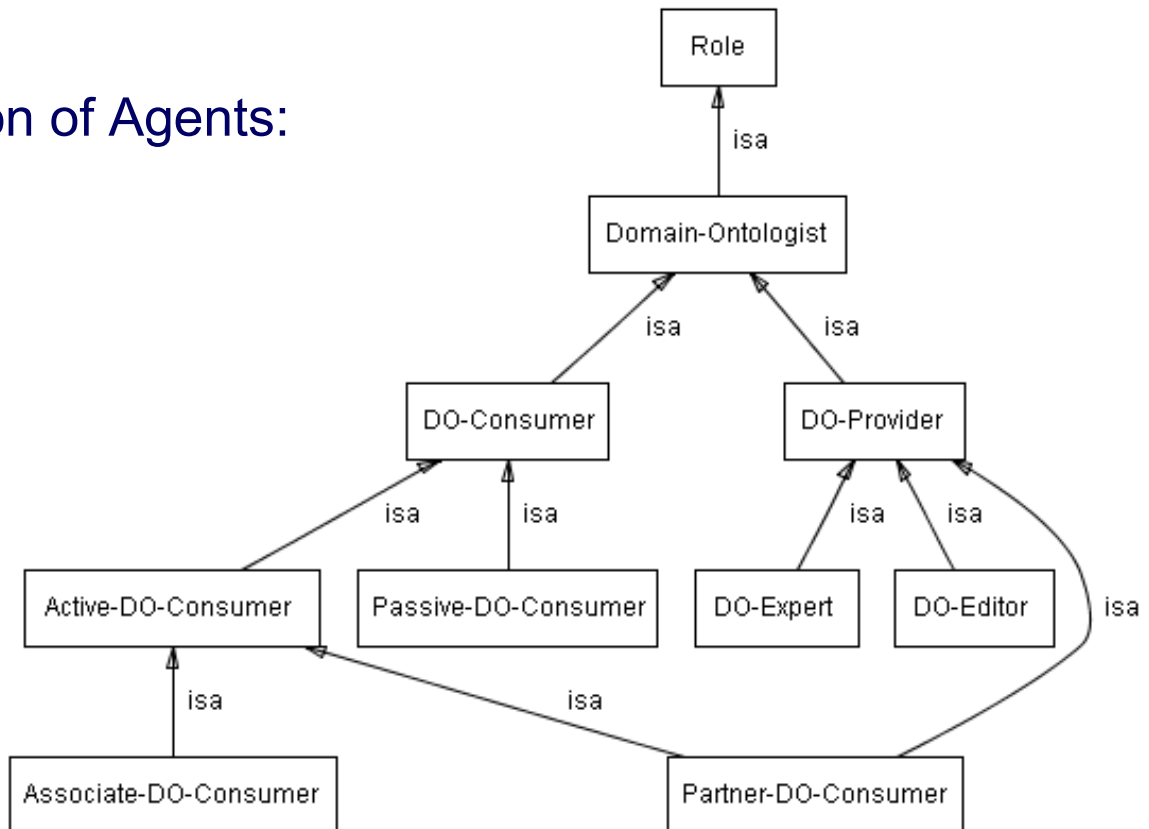 Role
on of Agents:
isa
Domain-Ontologist
isa isa
DO-Consumer DO-Provider
isa isa isa isa
Active-DO-Consumer Passive-DO-Consumer DO-Expert DO-Editor isa
isa isa
Associate-DO-Consumer Partner-DO-Consumer